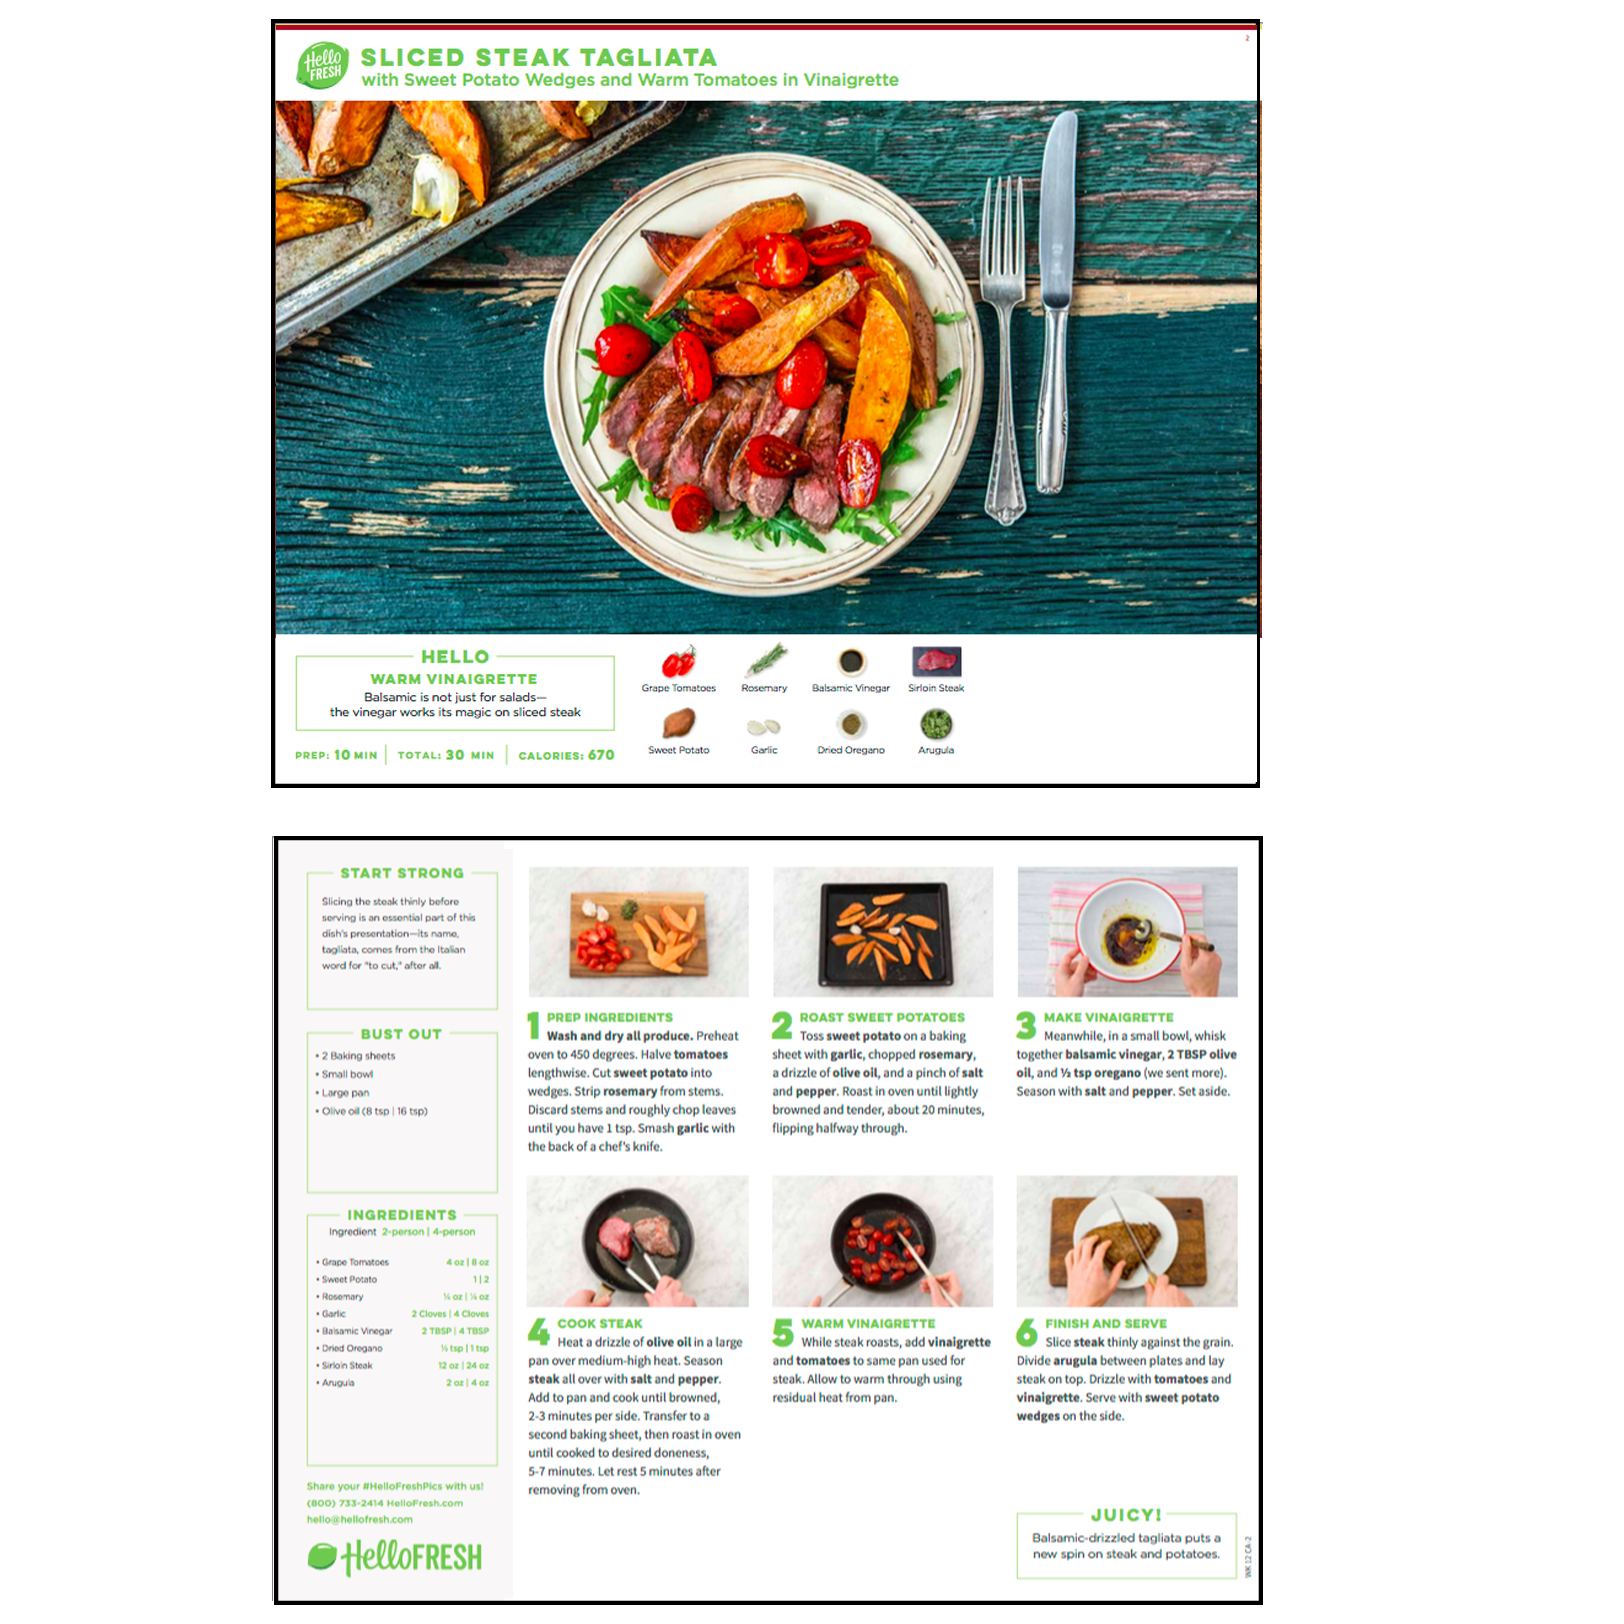 2
Hello
FRESH
SLICED STEAK TAGLIATA
with Sweet Potato Wedges and Warm Tomatoes in Vinaigrette
HELLO
WARM VINAIGRETTE
Balsamic is not just for salads—
the vinegar works its magic on sliced steak
PREP: 10 MIN | TOTAL: 30 MIN | CALORIES: 670
Grape Tomatoes
Rosemary
Balsamic Vinegar
Sirloin Steak
Sweet Potato
Garlic
Dried Oregano
Arugula
START STRONG
Slicing the steak thinly before
serving is an essential part of this
dish's presentation—its name,
tagliata, comes from the Italian
word for "to cut," after all.
BUST OUT
• 2 Baking sheets
• Small bowl
• Large pan
• Olive oil (8 tsp | 16 tsp)
INGREDIENTS
Ingredient 2-person | 4-person
• Grape Tomatoes 4 oz | 8 oz
• Sweet Potato 1 | 2
• Rosemary ¼ oz | ¼ oz
• Garlic 2 Cloves | 4 Cloves
• Balsamic Vinegar 2 TBSP | 4 TBSP
• Dried Oregano ½ tsp | 1 tsp
• Sirloin Steak 12 oz | 24 oz
• Arugula 2 oz | 4 oz
Share your #HelloFreshPics with us!
(800) 733-2414 HelloFresh.com
hello@hellofresh.com
HelloFRESH
1 PREP INGREDIENTS
Wash and dry all produce. Preheat
oven to 450 degrees. Halve tomatoes
lengthwise. Cut sweet potato into
wedges. Strip rosemary from stems.
Discard stems and roughly chop leaves
until you have 1 tsp. Smash garlic with
the back of a chef's knife.
2 ROAST SWEET POTATOES
Toss sweet potato on a baking
sheet with garlic, chopped rosemary,
a drizzle of olive oil, and a pinch of salt
and pepper. Roast in oven until lightly
browned and tender, about 20 minutes,
flipping halfway through.
3 MAKE VINAIGRETTE
Meanwhile, in a small bowl, whisk
together balsamic vinegar, 2 TBSP olive
oil, and ½ tsp oregano (we sent more).
Season with salt and pepper. Set aside.
4 COOK STEAK
Heat a drizzle of olive oil in a large
pan over medium-high heat. Season
steak all over with salt and pepper.
Add to pan and cook until browned,
2-3 minutes per side. Transfer to a
second baking sheet, then roast in oven
until cooked to desired doneness,
5-7 minutes. Let rest 5 minutes after
removing from oven.
5 WARM VINAIGRETTE
While steak roasts, add vinaigrette
and tomatoes to same pan used for
steak. Allow to warm through using
residual heat from pan.
6 FINISH AND SERVE
Slice steak thinly against the grain.
Divide arugula between plates and lay
steak on top. Drizzle with tomatoes and
vinaigrette. Serve with sweet potato
wedges on the side.
JUICY!
Balsamic-drizzled tagliata puts a
new spin on steak and potatoes.
WK 12 CA-2